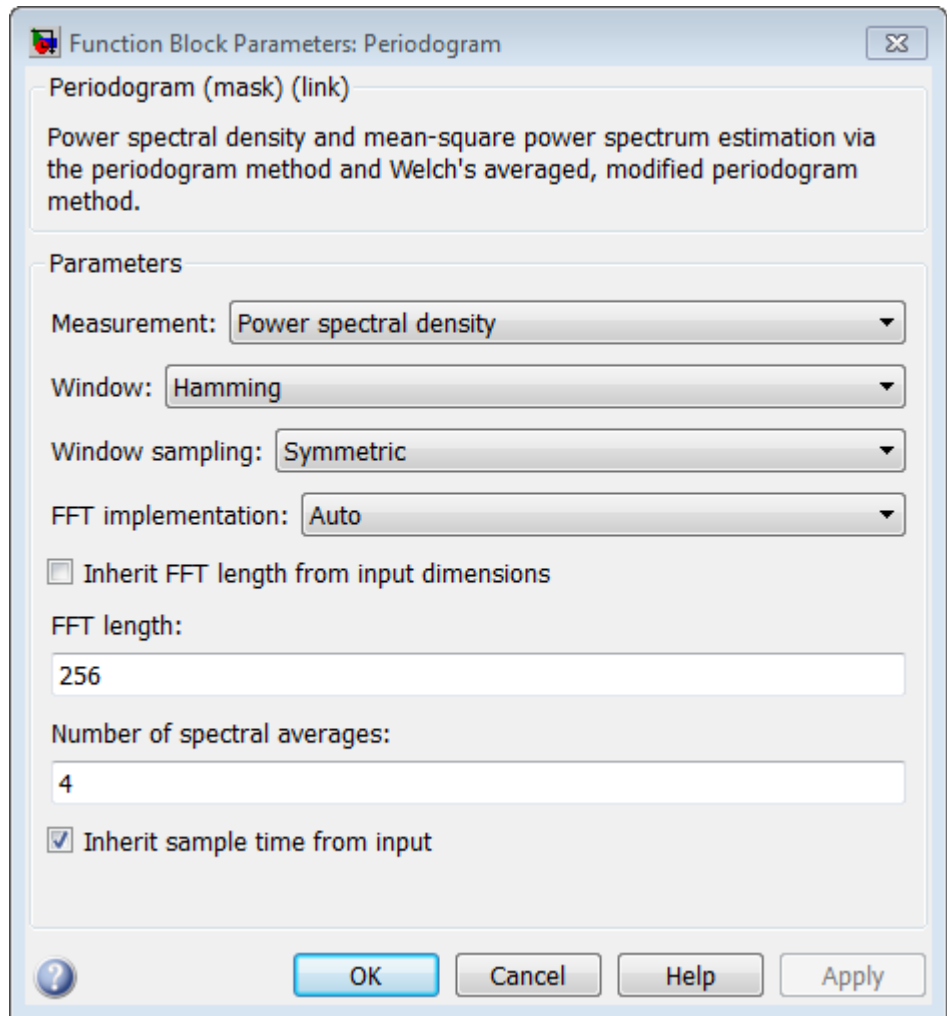 Function Block Parameters: Periodogram
Periodogram (mask) (link)
Power spectral density and mean-square power spectrum estimation via
the periodogram method and Welch's averaged, modified periodogram
method.
Parameters
Measurement: Power spectral density
Window: Hamming
Window sampling: Symmetric
FFT implementation: Auto
Inherit FFT length from input dimensions
FFT length:
256
Number of spectral averages:
4
Inherit sample time from input
? OK Cancel Help Apply